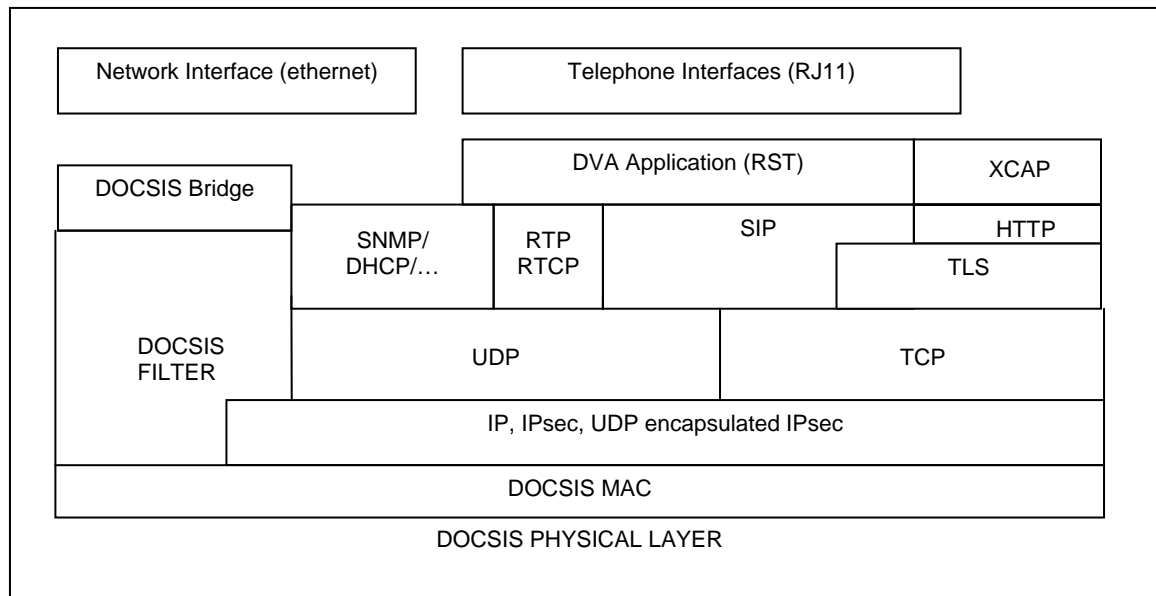 Network Interface (ethernet)
Telephone Interfaces (RJ11)
DVA Application (RST)
XCAP
DOCSIS Bridge
SNMP/
DHCP/…
RTP
RTCP
SIP
HTTP
TLS
DOCSIS
FILTER
UDP
TCP
IP, IPsec, UDP encapsulated IPsec
DOCSIS MAC
DOCSIS PHYSICAL LAYER